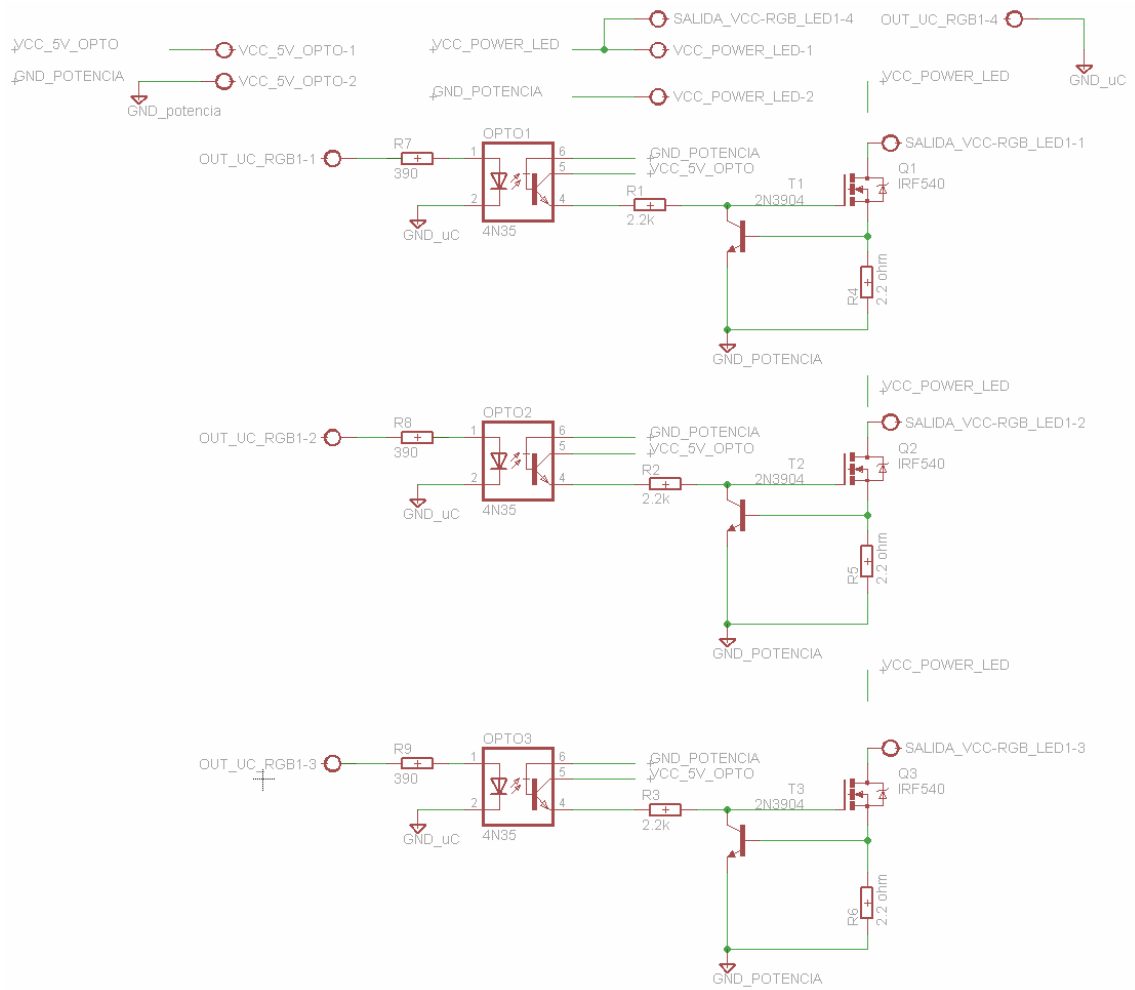 SALIDA_VCC-RGB_LED1-4
OUT_UC_RGB1-4
VCC_5V_OPTO
VCC_5V_OPTO-1
VCC_POWER_LED
VCC_POWER_LED-1
GND_POTENCIA
VCC_5V_OPTO-2
GND_potencia
GND_POTENCIA
VCC_POWER_LED-2
VCC_POWER_LED
GND_uC
OUT_UC_RGB1-1
R7
390
OPTO1
1
2
6
5
4
4N35
GND_uC
GND_POTENCIA
VCC_5V_OPTO
R1
2.2k
T1
2N3904
SALIDA_VCC-RGB_LED1-1
Q1
IRF540
R4
2.2 ohm
GND_POTENCIA
VCC_POWER_LED
OUT_UC_RGB1-2
R8
390
OPTO2
1
2
6
5
4
4N35
GND_uC
GND_POTENCIA
VCC_5V_OPTO
R2
2.2k
T2
2N3904
SALIDA_VCC-RGB_LED1-2
Q2
IRF540
R5
2.2 ohm
GND_POTENCIA
VCC_POWER_LED
OUT_UC_RGB1-3
R9
390
OPTO3
1
2
6
5
4
4N35
GND_uC
GND_POTENCIA
VCC_5V_OPTO
R3
2.2k
T3
2N3904
SALIDA_VCC-RGB_LED1-3
Q3
IRF540
R6
2.2 ohm
GND_POTENCIA